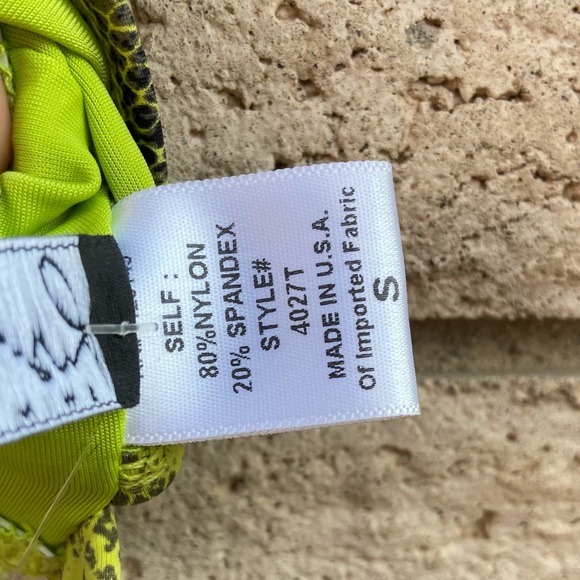 SELF :
80%NYLON
20% SPANDEX
STYLE#
4027T
MADE IN U.S.A.
Of Imported Fabric
S